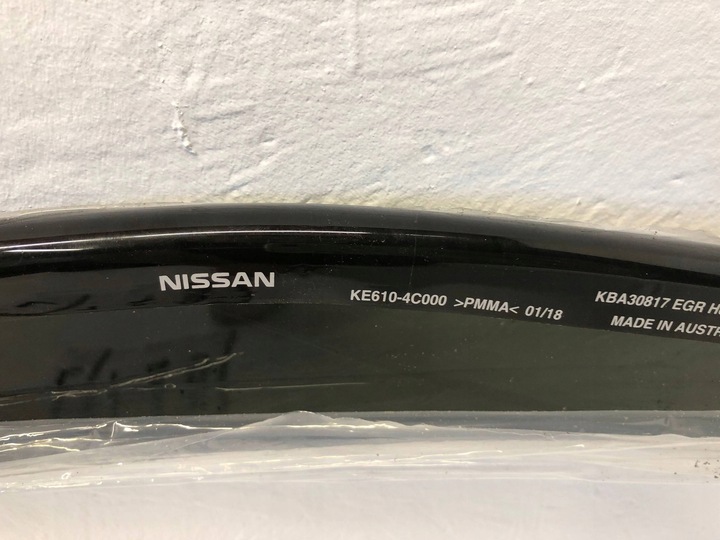 NISSAN
KE610-4C000 >PMMA< 01/18
KBA30817 EGR
MADE IN